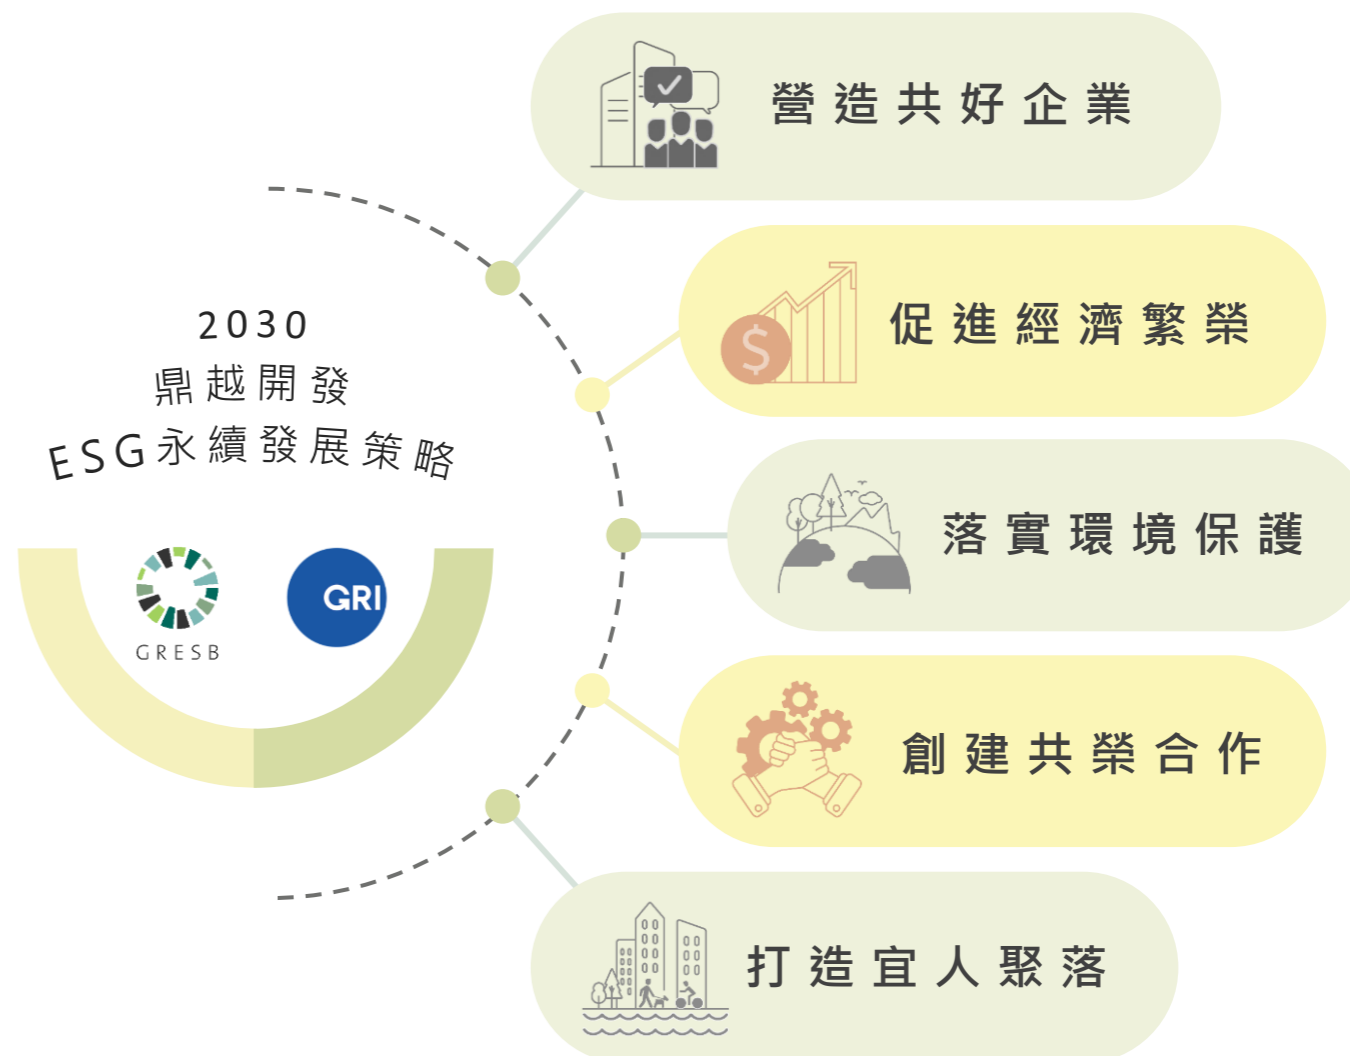 2030
鼎越開發
ESG永續發展策略
GRESB
GRI
營造共好企業
$
促進經濟繁榮
落實環境保護
創建共榮合作
打造宜人聚落